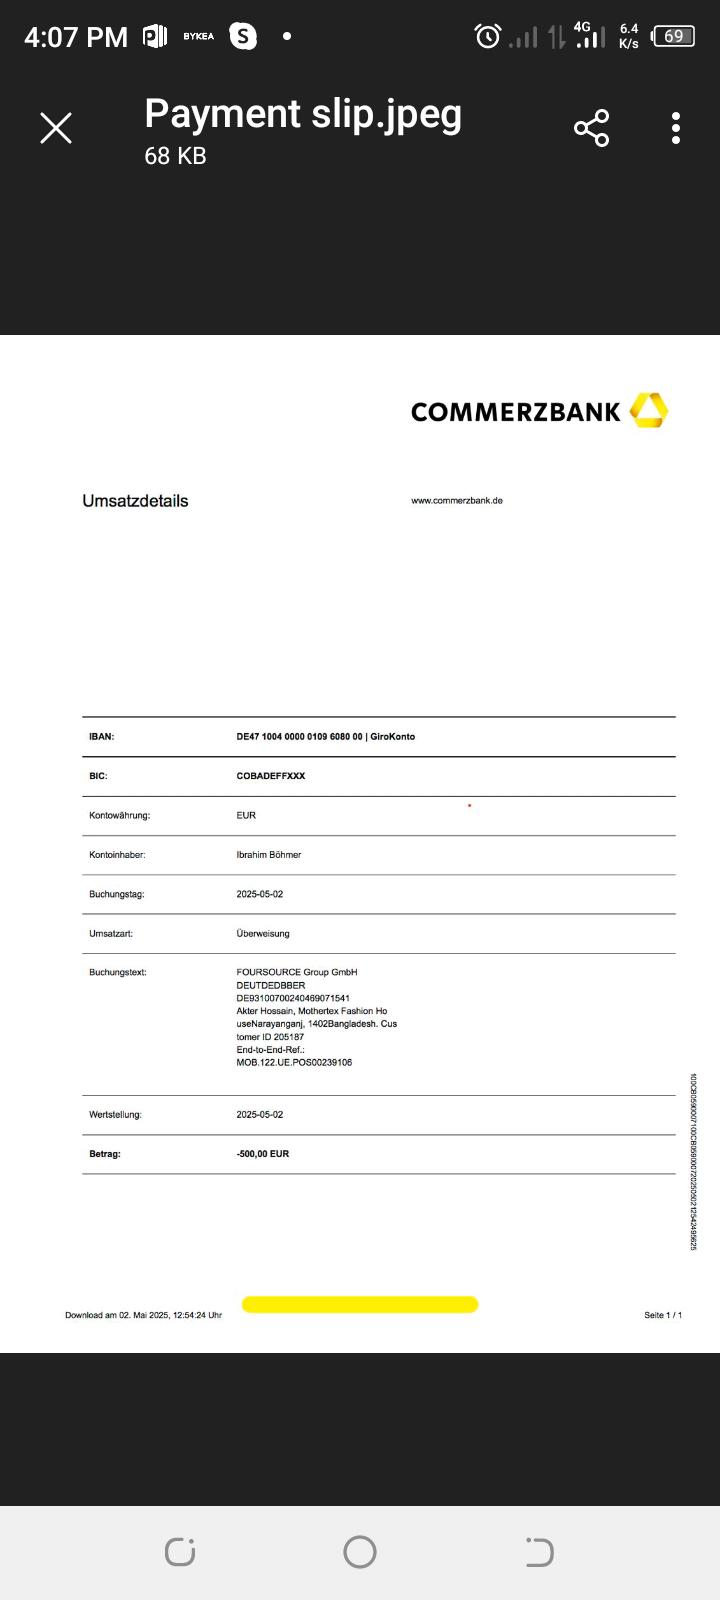 4:07 PM BYKEA S 4G 6.4 K/s 69
Payment slip.jpeg
68 KB
COMMERZBANK
Umsatzdetails
www.commerzbank.de
IBAN: DE47 1004 0000 0109 6080 00 | GiroKonto
BIC: COBADEFFXXX
Kontowährung: EUR
Kontoinhaber: Ibrahim Böhmer
Buchungstag: 2025-05-02
Umsatzart: Überweisung
Buchungstext: FOURSOURCE Group GmbH
DEUTDEDBBER
DE93100700240469071541
Akter Hossain, Mothertex Fashion Ho
useNarayanganj, 1402Bangladesh. Cus
tomer ID 205187
End-to-End-Ref.:
MOB.122.UE.POS00239106
Wertstellung: 2025-05-02
Betrag: -500,00 EUR
Download am 02. Mai 2025, 12:54:24 Uhr
Seite 1 / 1